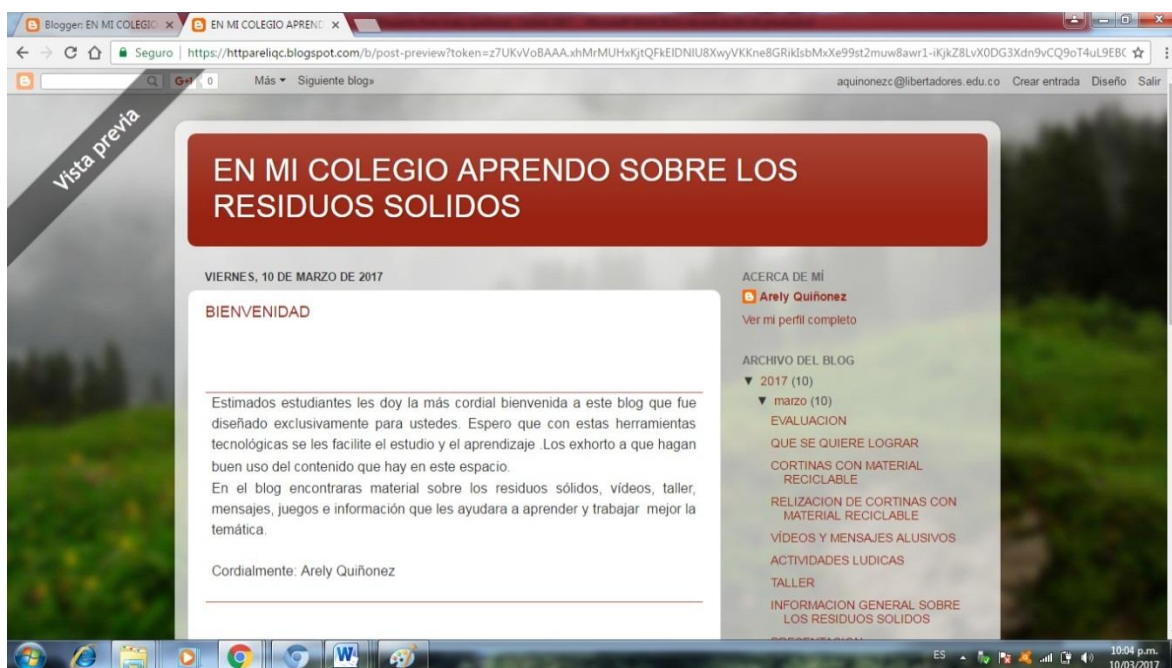 Blogger: EN MI COLEGIO
EN MI COLEGIO APREND
Seguro
https://httpareliqc.blogspot.com/b/post-preview?token=
G+1 0
Más ▾
Siguiente blog»
aquinonezc@libertadores.edu.co
Crear entrada
Diseño
Salir
Vista previa
EN MI COLEGIO APRENDO SOBRE LOS
RESIDUOS SOLIDOS
VIERNES, 10 DE MARZO DE 2017
BIENVENIDAD
Estimados estudiantes les doy la más cordial bienvenida a este blog que fue
diseñado exclusivamente para ustedes. Espero que con estas herramientas
tecnológicas se les facilite el estudio y el aprendizaje .Los exhorto a que hagan
buen uso del contenido que hay en este espacio.
En el blog encontraras material sobre los residuos sólidos, vídeos, taller,
mensajes, juegos e información que les ayudara a aprender y trabajar mejor la
temática.
Cordialmente: Arely Quiñonez
ACERCA DE MÍ
Arely Quiñonez
Ver mi perfil completo
ARCHIVO DEL BLOG
▼ 2017 (10)
▼ marzo (10)
EVALUACION
QUE SE QUIERE LOGRAR
CORTINAS CON MATERIAL
RECICLABLE
RELIZACION DE CORTINAS CON
MATERIAL RECICLABLE
VÍDEOS Y MENSAJES ALUSIVOS
ACTIVIDADES LUDICAS
TALLER
INFORMACION GENERAL SOBRE
LOS RESIDUOS SOLIDOS
ES
10:04 p.m.
10/03/2017